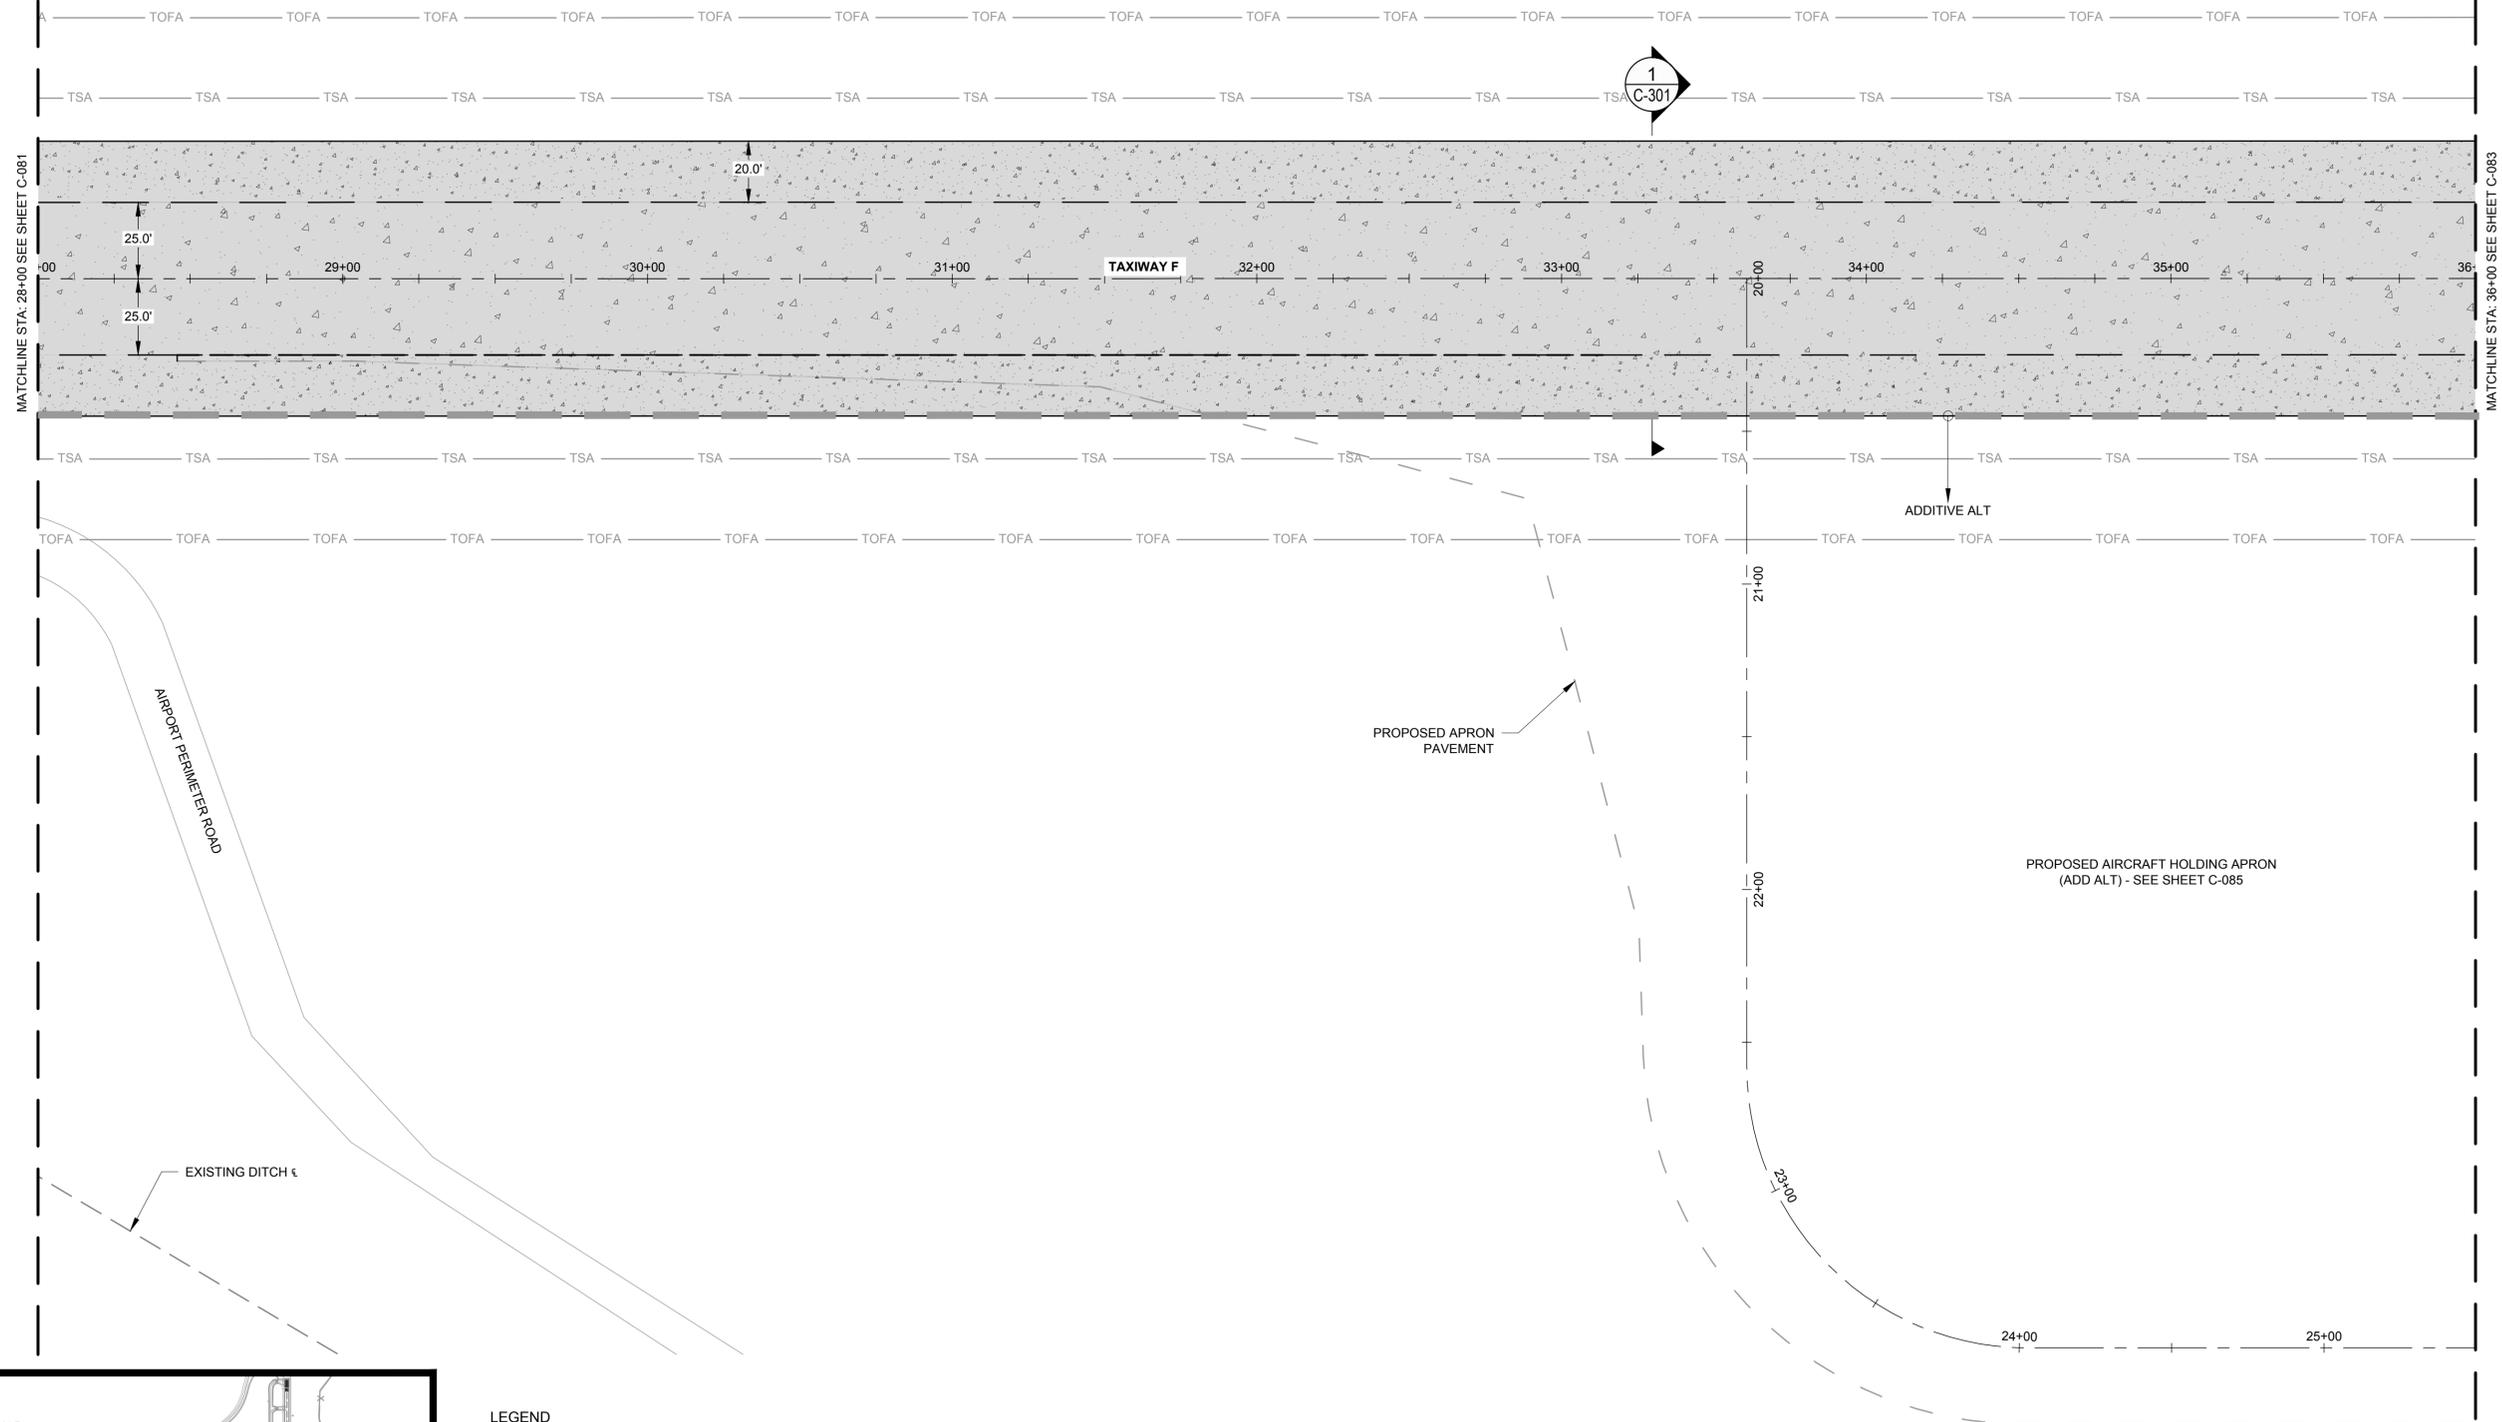 A TOFA TOFA TOFA TOFA TOFA TOFA TOFA TOFA TOFA TOFA TOFA TOFA TOFA TOFA TOFA TOFA TOFA
1
C-301
TSA TSA TSA TSA TSA TSA TSA TSA TSA TSA TSA TSA TSA TSA TSA TSA TSA TSA TSA
MATCHLINE STA: 28+00 SEE SHEET C-081
MATCHLINE STA: 36+00 SEE SHEET C-083
20.0'
25.0'
+00 29+00 30+00 31+00 TAXIWAY F 32+00 33+00 34+00 35+00 36+
20+00
25.0'
TSA TSA TSA TSA TSA TSA TSA TSA TSA TSA TSA TSA TSA TSA TSA TSA TSA TSA TSA
ADDITIVE ALT
TOFA TOFA TOFA TOFA TOFA TOFA TOFA TOFA TOFA TOFA TOFA TOFA TOFA TOFA TOFA TOFA TOFA TOFA
21+00
AIRPORT PERIMETER ROAD
PROPOSED APRON
PAVEMENT
22+00
PROPOSED AIRCRAFT HOLDING APRON
(ADD ALT) - SEE SHEET C-085
EXISTING DITCH ℄
23+00
24+00 25+00
LEGEND